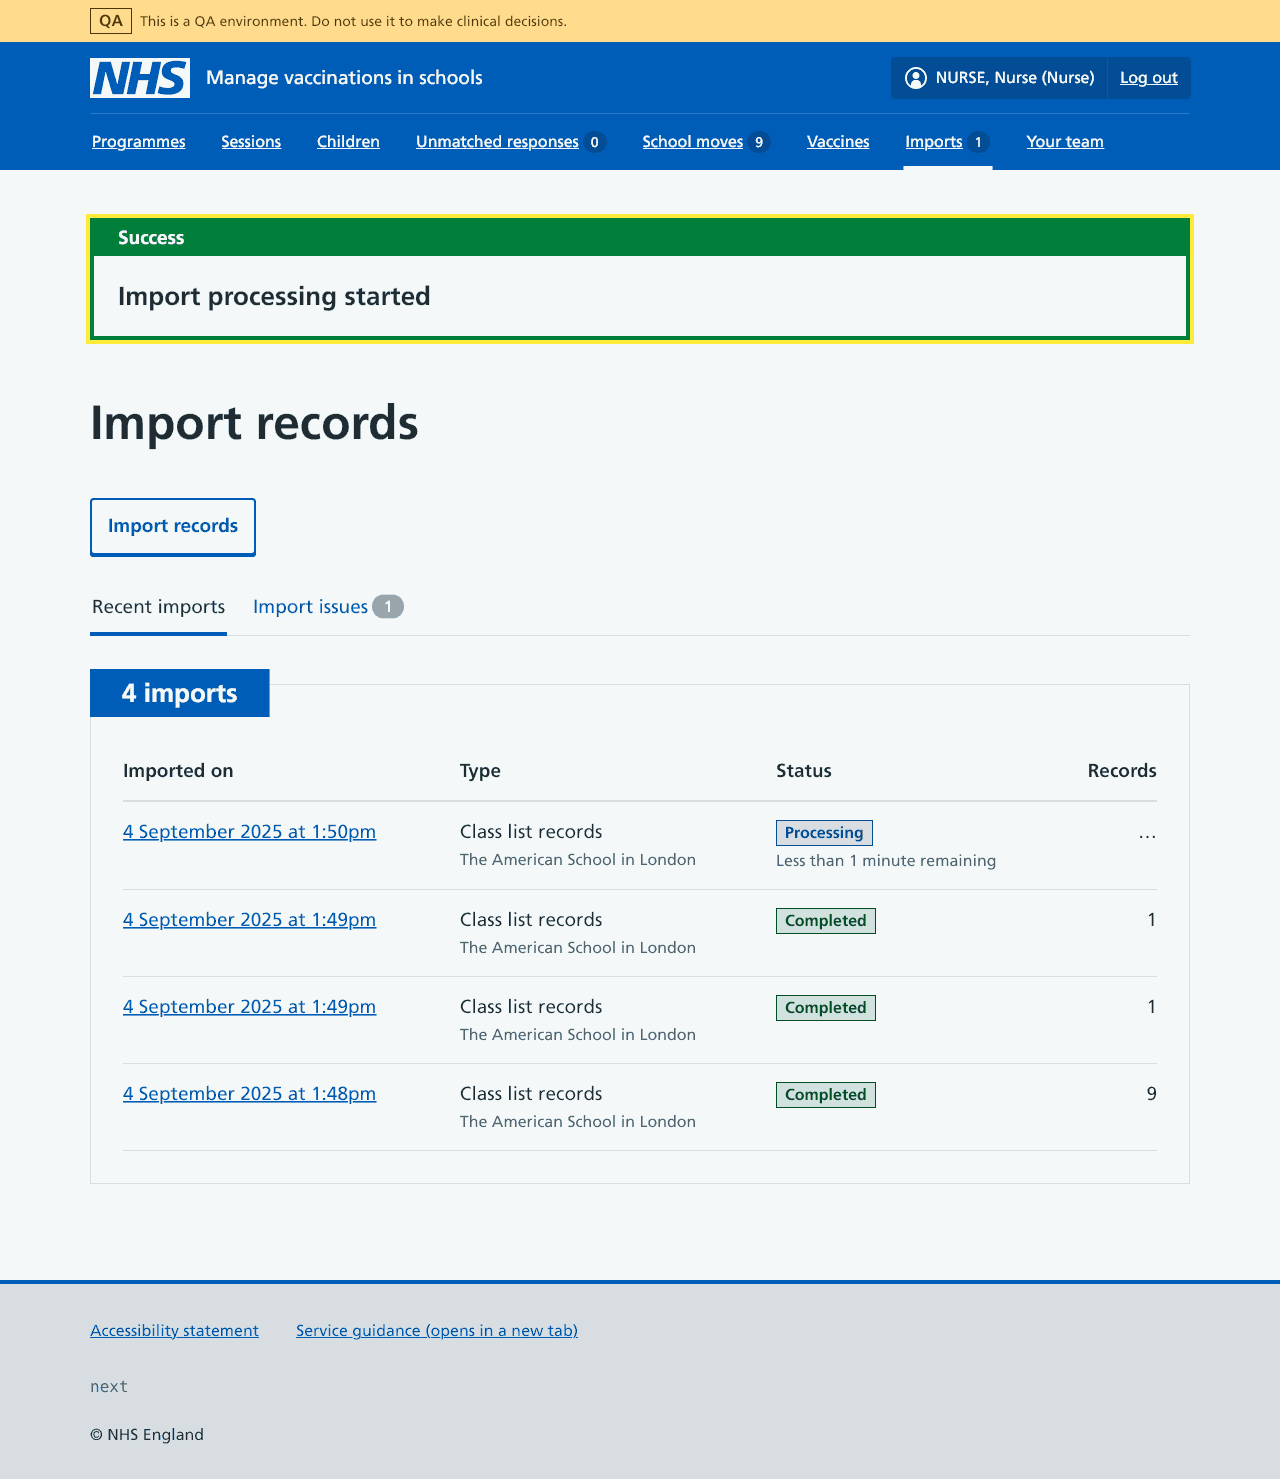 QA This is a QA environment. Do not use it to make clinical decisions.
NHS Manage vaccinations in schools NURSE, Nurse (Nurse) Log out
Programmes Sessions Children Unmatched responses 0 School moves 9 Vaccines Imports 1 Your team
Success
Import processing started
Import records
Import records
Recent imports Import issues 1
4 imports
Imported on Type Status Records
4 September 2025 at 1:50pm Class list records Processing …
The American School in London Less than 1 minute remaining
4 September 2025 at 1:49pm Class list records Completed 1
The American School in London
4 September 2025 at 1:49pm Class list records Completed 1
The American School in London
4 September 2025 at 1:48pm Class list records Completed 9
The American School in London
Accessibility statement Service guidance (opens in a new tab)
next
© NHS England